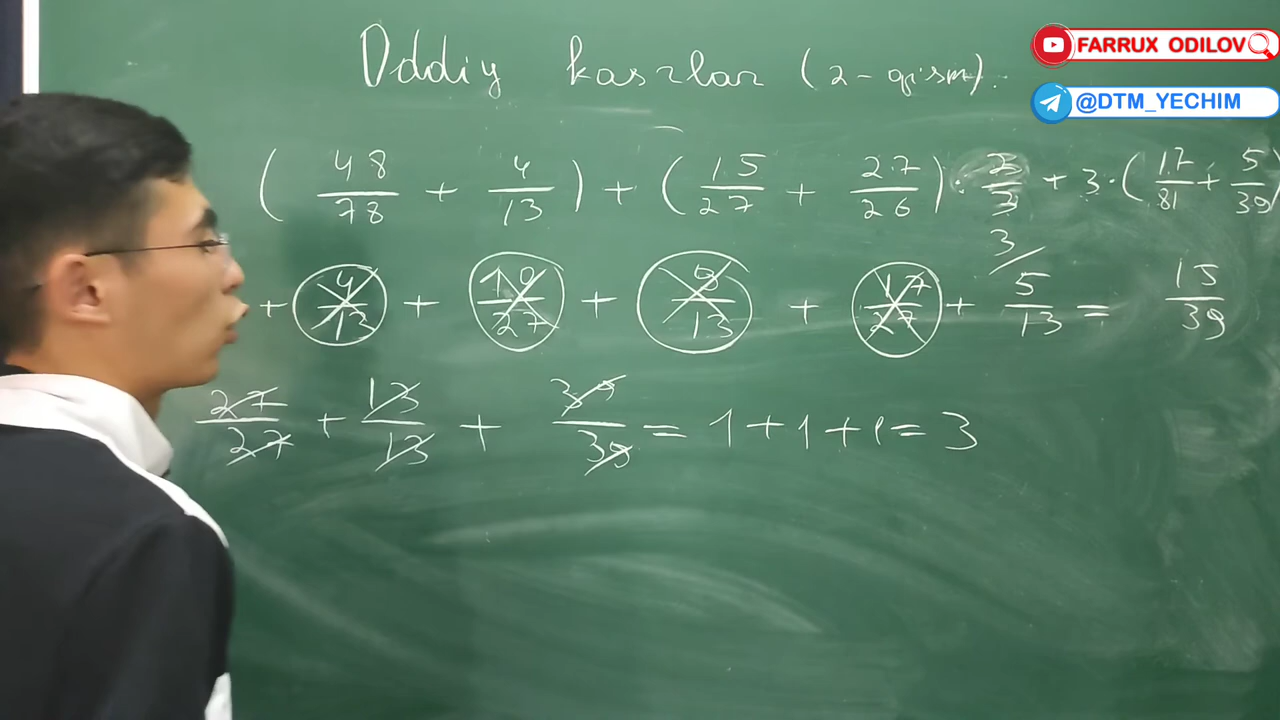 FARRUX ODILOV
@DTM_YECHIM
Oddiy kasrlar (2-qism).
( 48/78 + 4/13 ) + ( 15/27 + 27/26 ) · 2/3 + 3 · ( 17/81 + 5/39 )
3
+ 4/13 + 10/27 + 9/13 + 17/27 + 5/13 = 15/39
27/27 + 13/13 + 39/39 = 1 + 1 + 1 = 3